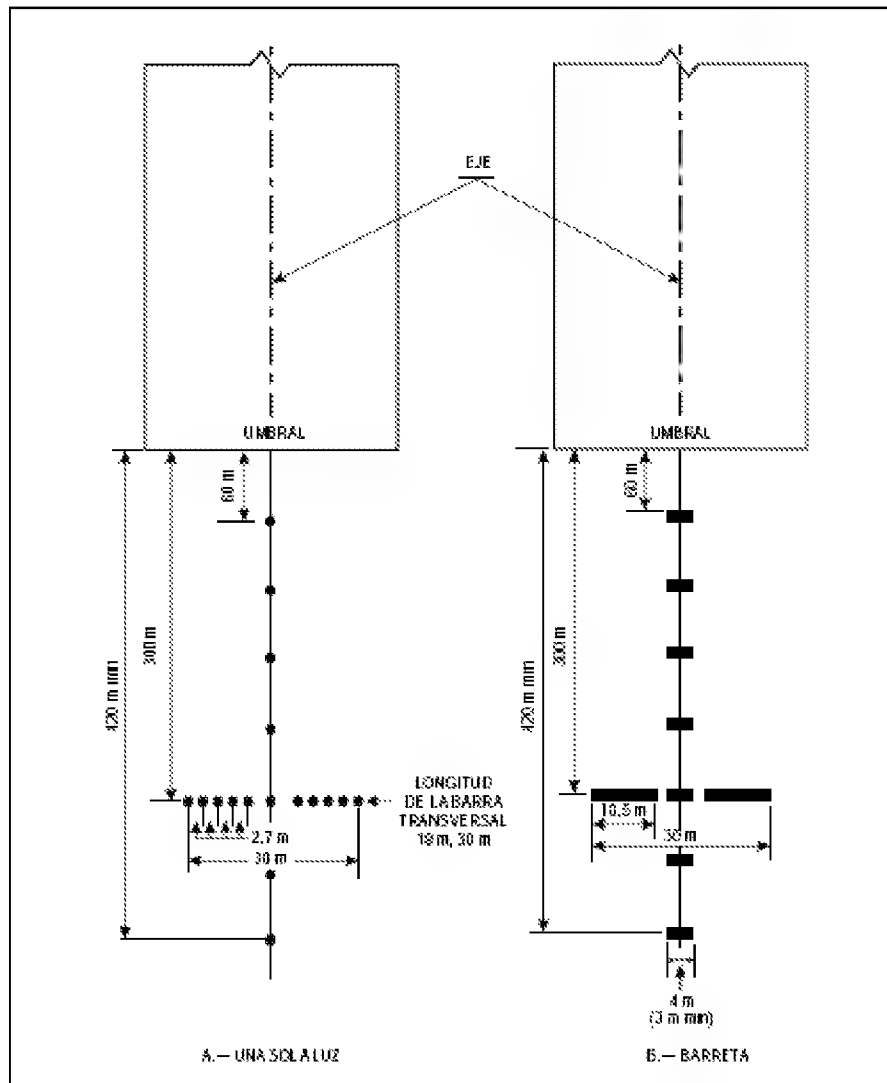 EJE
UMBRAL
UMBRAL
60 m
60 m
300 m
300 m
420 m min
420 m min
LONGITUD
DE LA BARRA
TRANSVERSAL
18 m, 30 m
2,7 m
30 m
10,5 m
4 m
(3 m min)
A.— UNA SOLA LUZ
B.— BARRETA